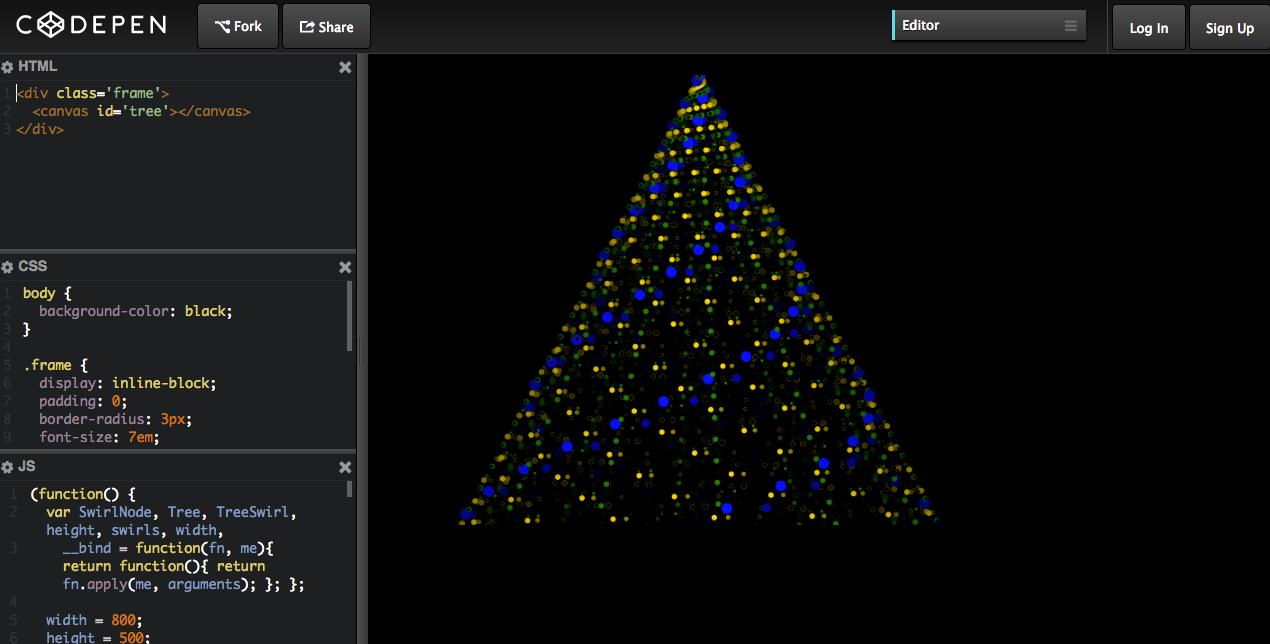 CODEPEN
Fork
Share
Editor
Log In
Sign Up
HTML
1 <div class='frame'>
2   <canvas id='tree'></canvas>
3 </div>
CSS
1 body {
2   background-color: black;
3 }
4
5 .frame {
6   display: inline-block;
7   padding: 0;
8   border-radius: 3px;
9   font-size: 7em;
JS
1 (function() {
2   var SwirlNode, Tree, TreeSwirl,
height, swirls, width,
3     __bind = function(fn, me){
return function(){ return
fn.apply(me, arguments); }; };
4
5   width = 800;
6   height = 500;